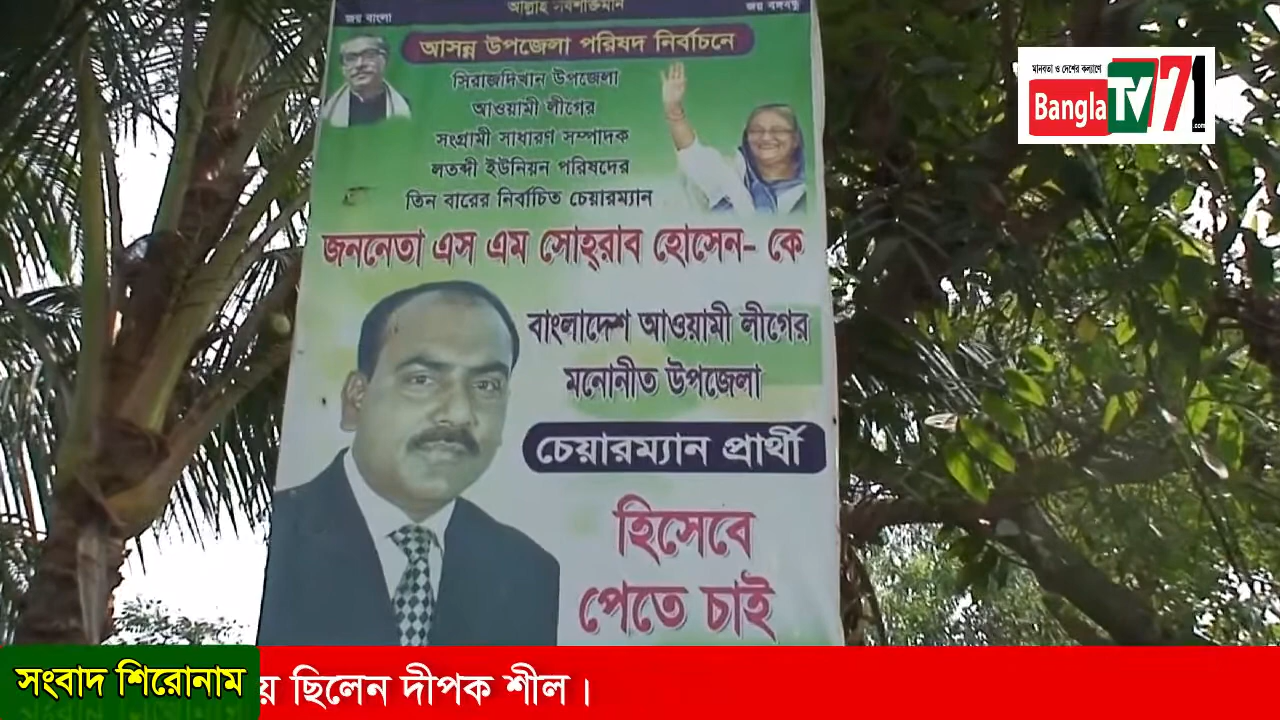 জয় বাংলা
আল্লাহ সর্বশক্তিমান
জয় বঙ্গবন্ধু
আসন্ন উপজেলা পরিষদ নির্বাচনে
সিরাজদিখান উপজেলা
আওয়ামী লীগের
সংগ্রামী সাধারণ সম্পাদক
লতব্দী ইউনিয়ন পরিষদের
তিন বারের নির্বাচিত চেয়ারম্যান
জননেতা এস এম সোহ্‌রাব হোসেন- কে
বাংলাদেশ আওয়ামী লীগের
মনোনীত উপজেলা
চেয়ারম্যান প্রার্থী
হিসেবে
পেতে চাই
মানবতা ও দেশের কল্যাণে
Bangla TV 71
.com
সংবাদ শিরোনাম
য় ছিলেন দীপক শীল।